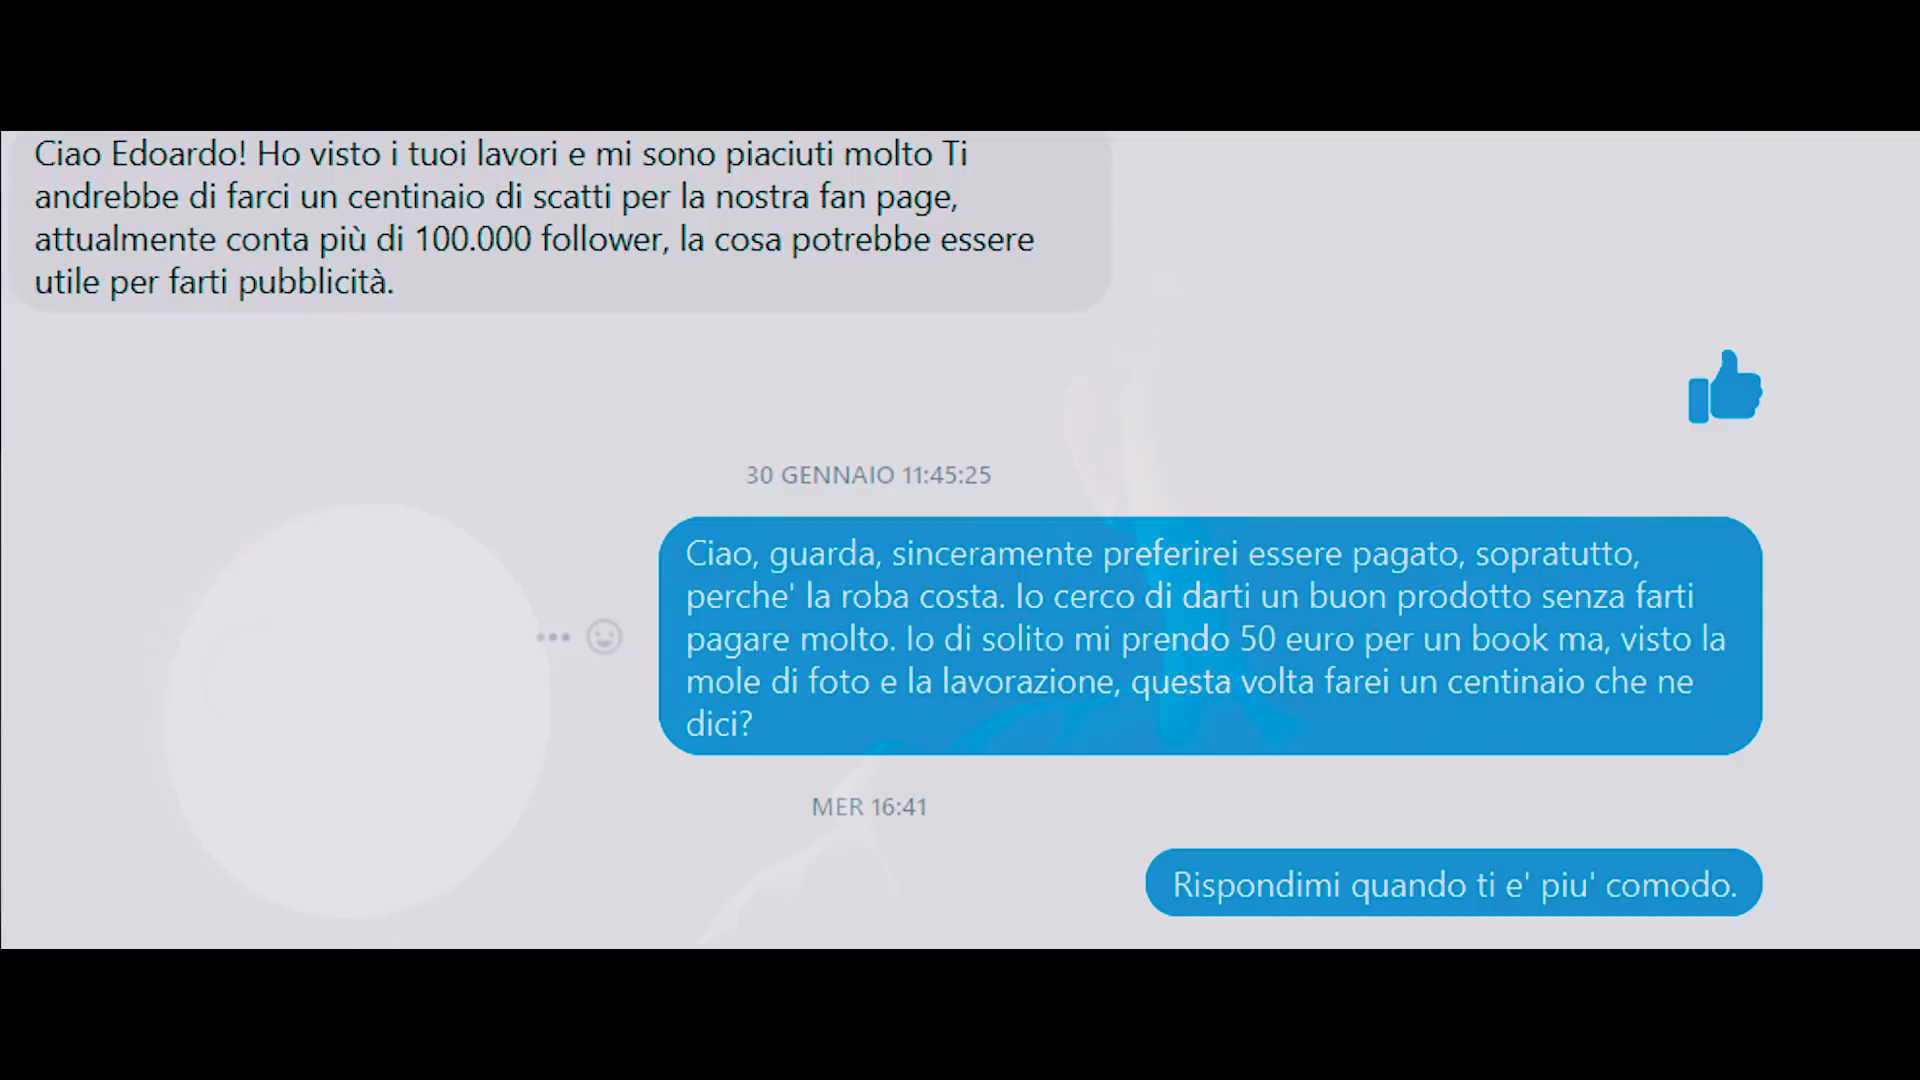 Ciao Edoardo! Ho visto i tuoi lavori e mi sono piaciuti molto Ti
andrebbe di farci un centinaio di scatti per la nostra fan page,
attualmente conta più di 100.000 follower, la cosa potrebbe essere
utile per farti pubblicità.
30 GENNAIO 11:45:25
Ciao, guarda, sinceramente preferirei essere pagato, sopratutto,
perche' la roba costa. Io cerco di darti un buon prodotto senza farti
pagare molto. Io di solito mi prendo 50 euro per un book ma, visto la
mole di foto e la lavorazione, questa volta farei un centinaio che ne
dici?
MER 16:41
Rispondimi quando ti e' piu' comodo.